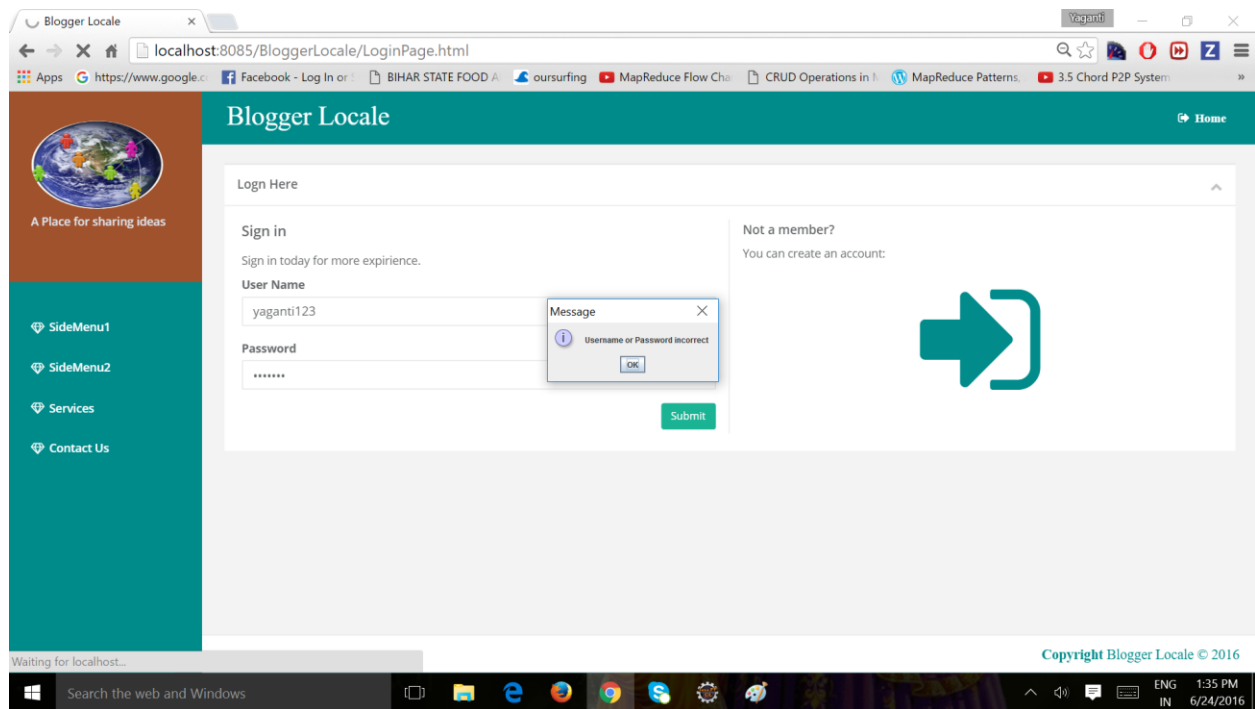 Blogger Locale
Yaganti
localhost:8085/BloggerLocale/LoginPage.html
Apps
https://www.google.c
Facebook - Log In or
BIHAR STATE FOOD A
oursurfing
MapReduce Flow Cha
CRUD Operations in
MapReduce Patterns,
3.5 Chord P2P System
»
Blogger Locale
Home
A Place for sharing ideas
Logn Here
Sign in
Sign in today for more expirience.
User Name
yaganti123
Password
•••••••
Submit
Not a member?
You can create an account:
Message
Username or Password incorrect
OK
SideMenu1
SideMenu2
Services
Contact Us
Copyright Blogger Locale © 2016
Waiting for localhost...
Search the web and Windows
ENG
IN
1:35 PM
6/24/2016